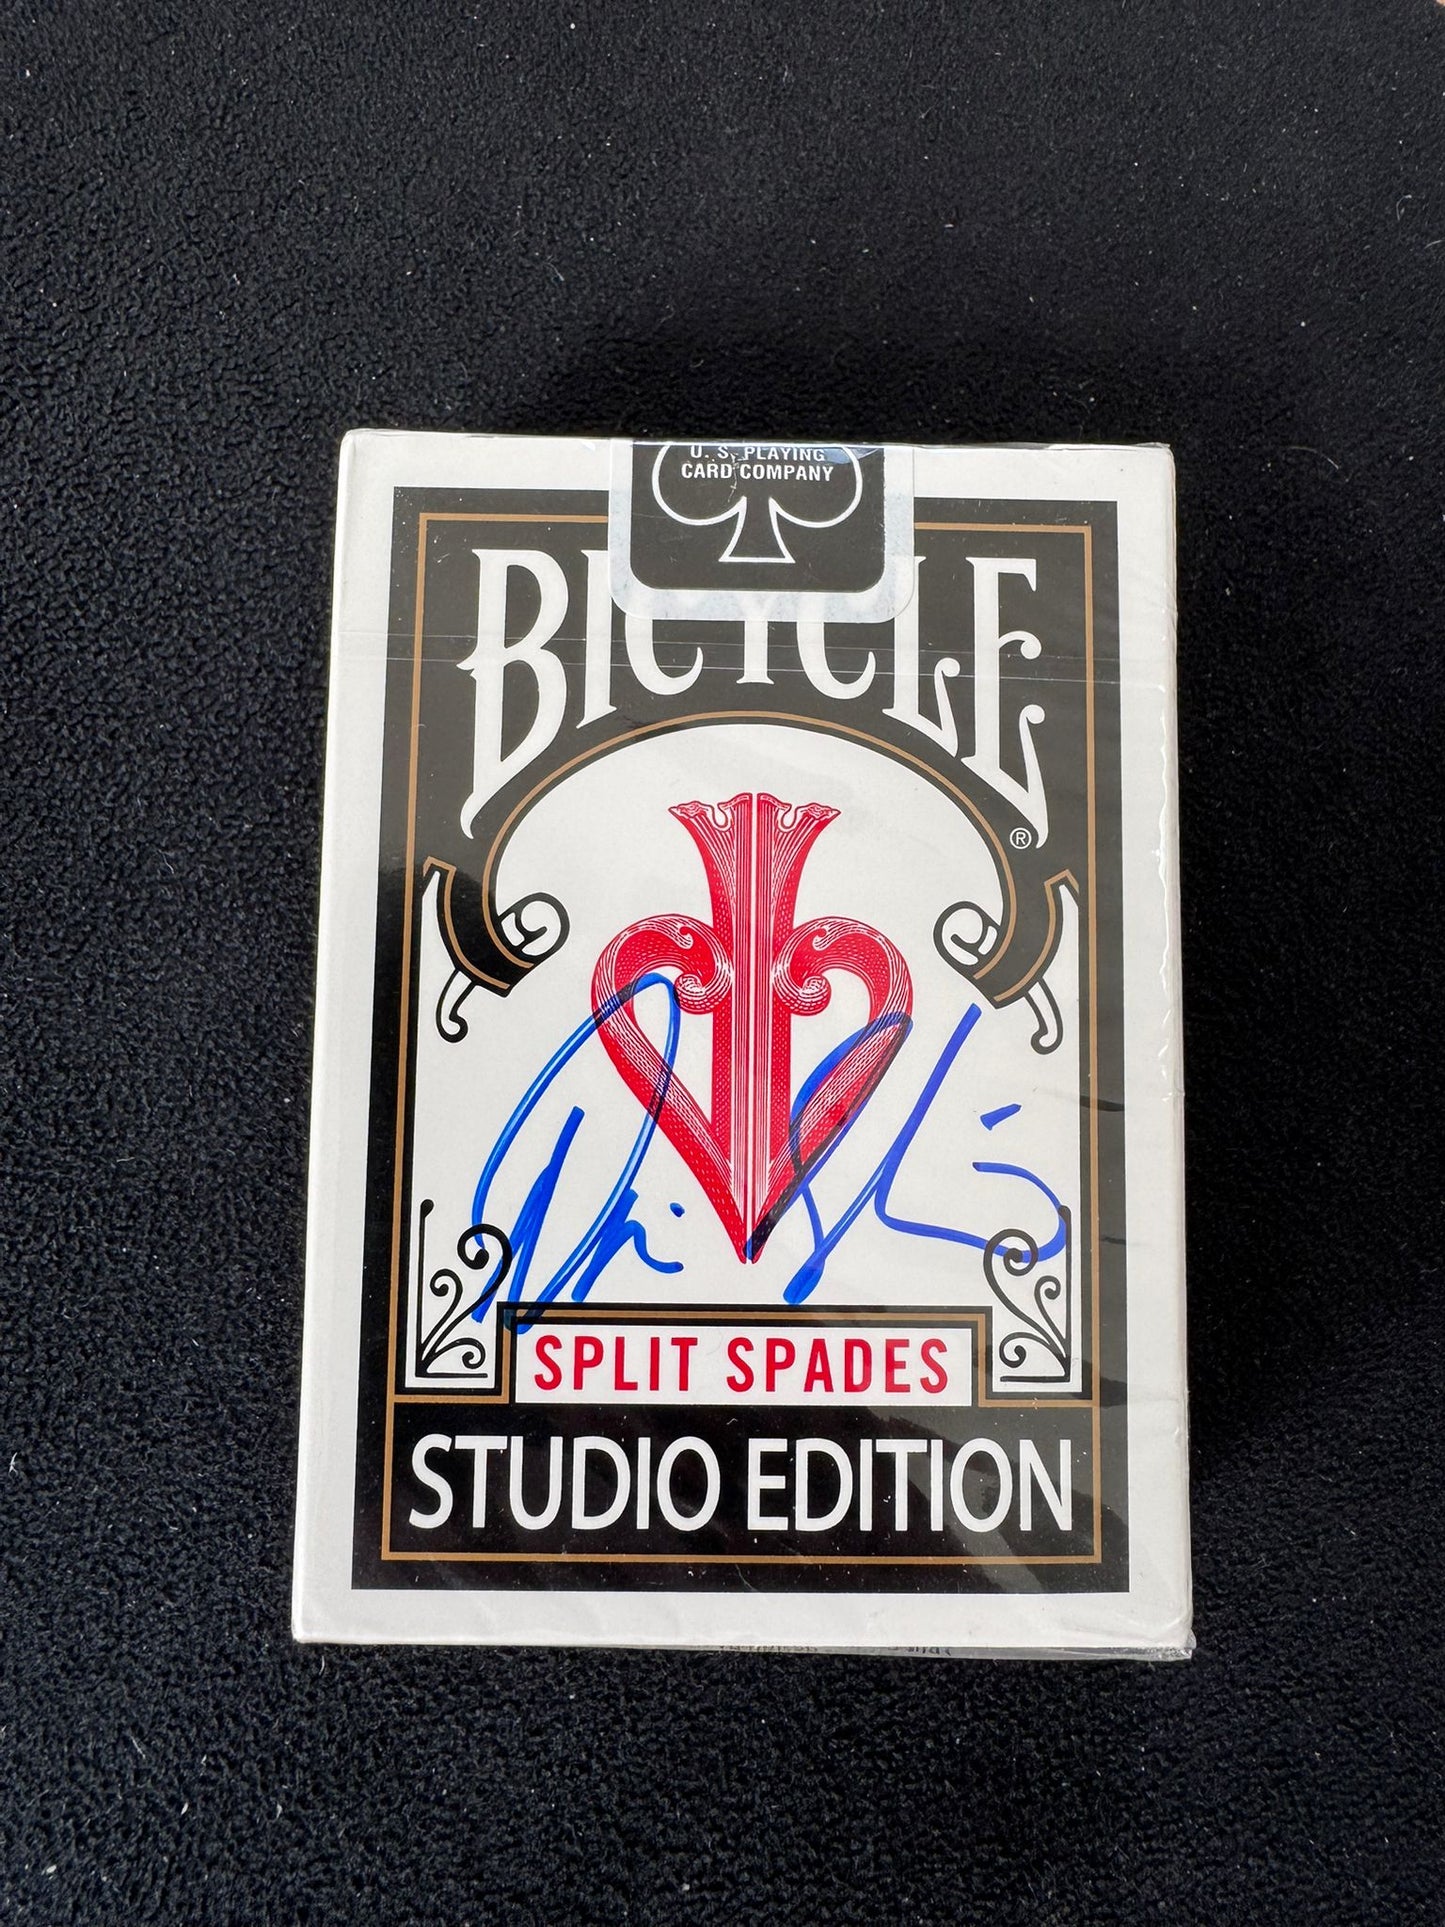 U. S. PLAYING
CARD COMPANY
BICYCLE
®
SPLIT SPADES
STUDIO EDITION